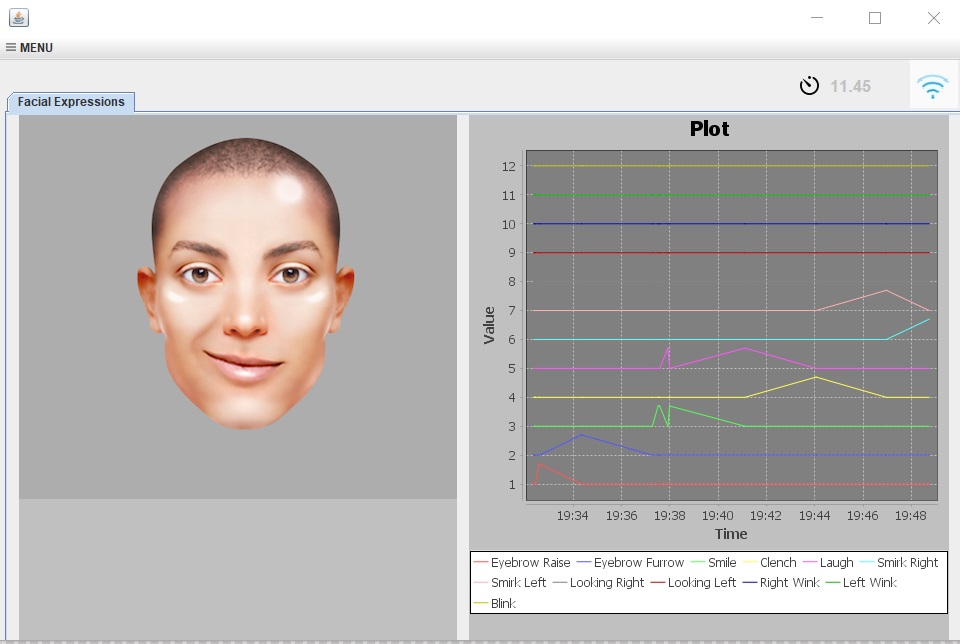 MENU
11.45
Facial Expressions
Plot
12
11
10
9
8
7
6
5
4
3
2
1
Value
19:34 19:36 19:38 19:40 19:42 19:44 19:46 19:48
Time
Eyebrow Raise Eyebrow Furrow Smile Clench Laugh Smirk Right
Smirk Left Looking Right Looking Left Right Wink Left Wink
Blink